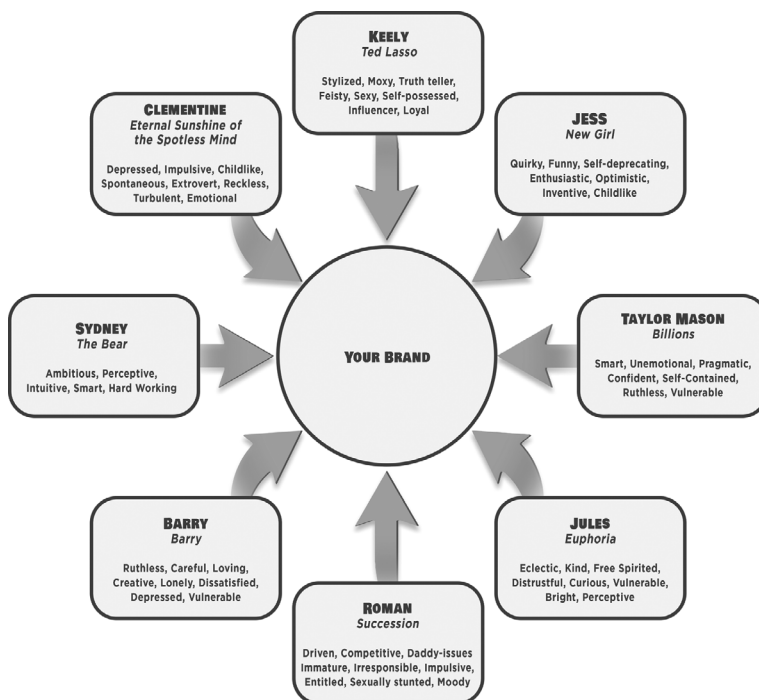 KEELY
Ted Lasso
Stylized, Moxy, Truth teller,
Feisty, Sexy, Self-possessed,
Influencer, Loyal
CLEMENTINE
Eternal Sunshine of
the Spotless Mind
Depressed, Impulsive, Childlike,
Spontaneous, Extrovert, Reckless,
Turbulent, Emotional
JESS
New Girl
Quirky, Funny, Self-deprecating,
Enthusiastic, Optimistic,
Inventive, Childlike
SYDNEY
The Bear
Ambitious, Perceptive,
Intuitive, Smart, Hard Working
YOUR BRAND
TAYLOR MASON
Billions
Smart, Unemotional, Pragmatic,
Confident, Self-Contained,
Ruthless, Vulnerable
BARRY
Barry
Ruthless, Careful, Loving,
Creative, Lonely, Dissatisfied,
Depressed, Vulnerable
ROMAN
Succession
Driven, Competitive, Daddy-issues
Immature, Irresponsible, Impulsive,
Entitled, Sexually stunted, Moody
JULES
Euphoria
Eclectic, Kind, Free Spirited,
Distrustful, Curious, Vulnerable,
Bright, Perceptive